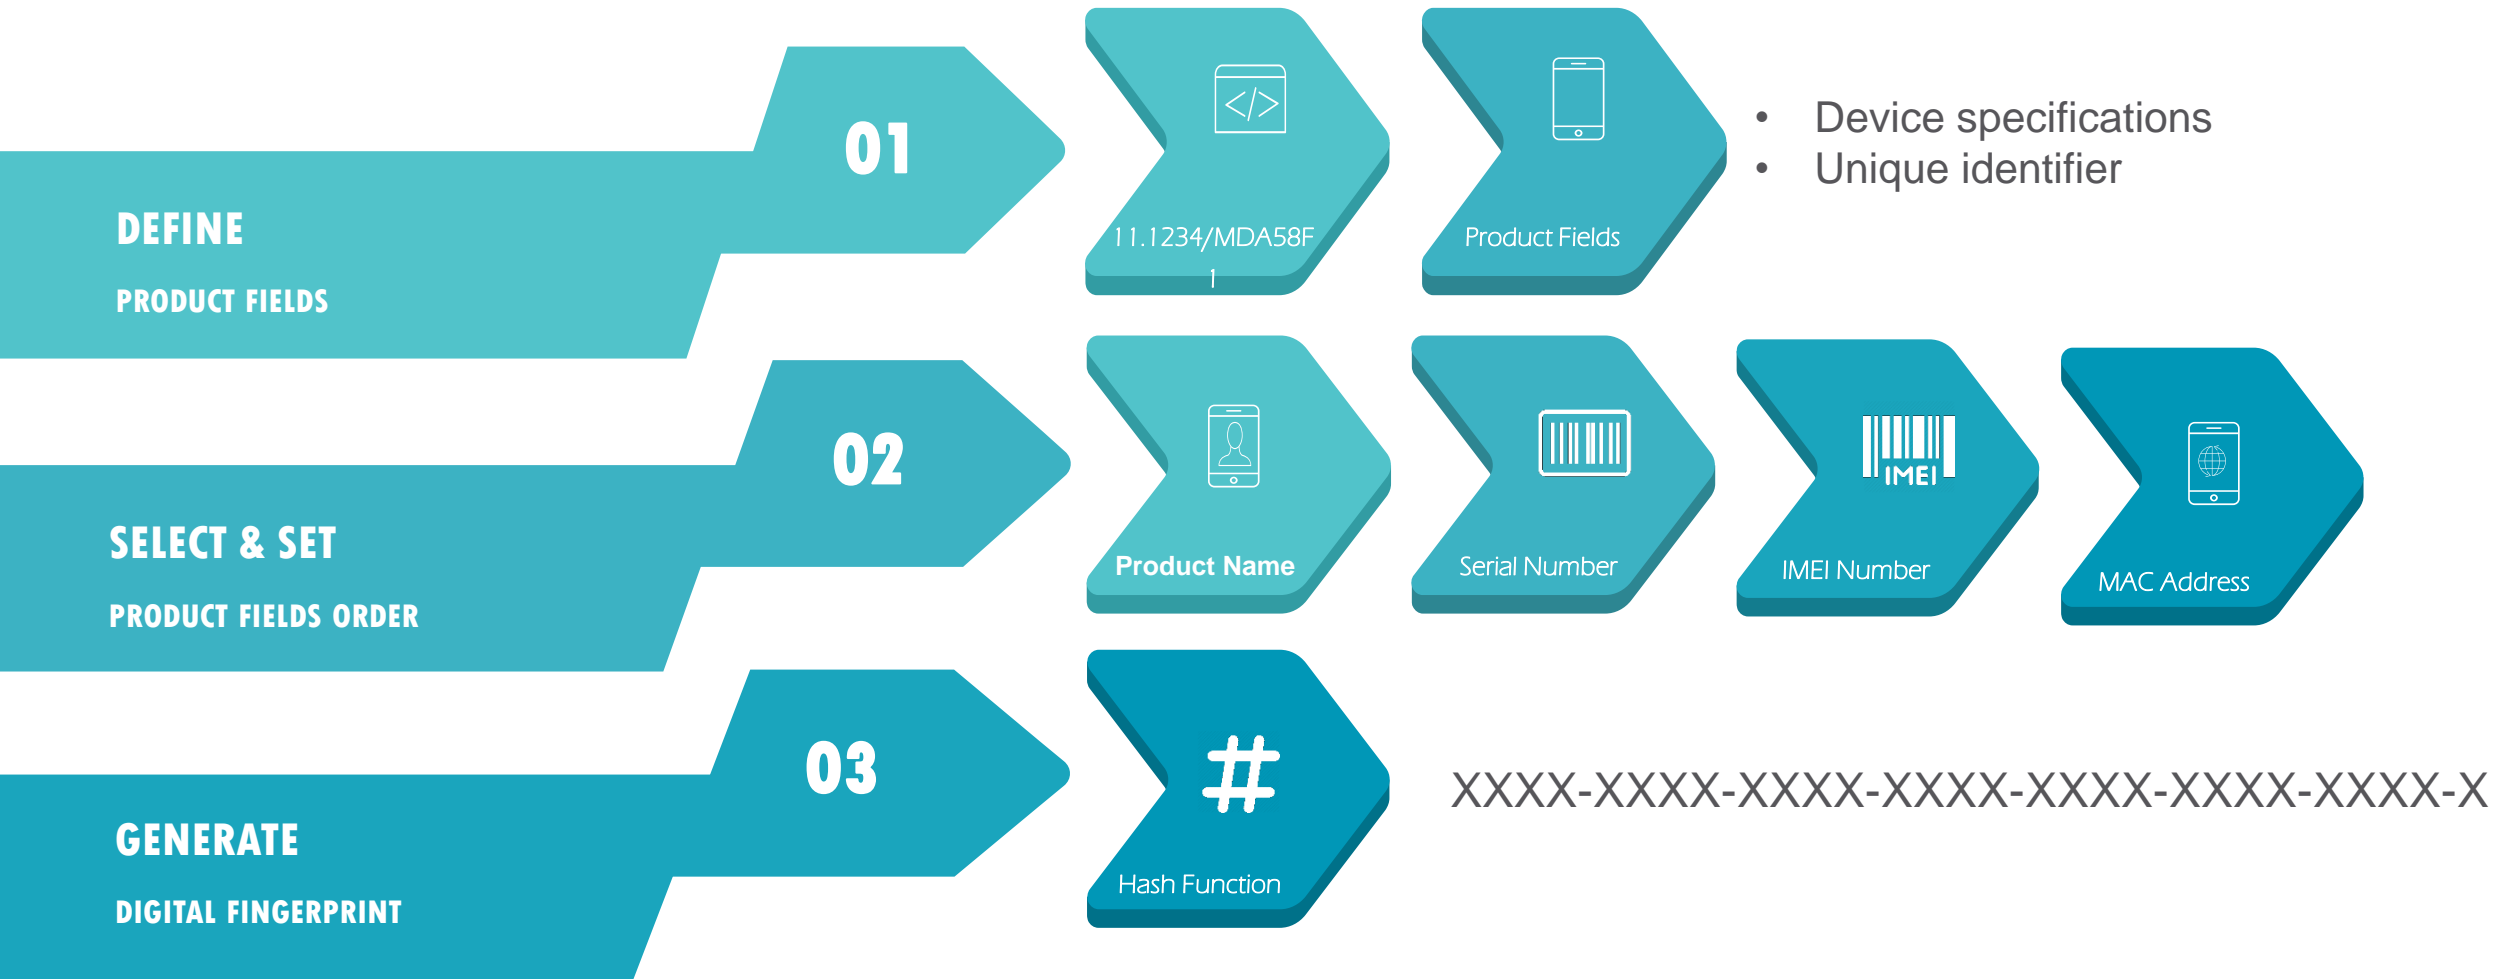 01
DEFINE
PRODUCT FIELDS
11.1234/MDA58F
1
Product Fields
• Device specifications
• Unique identifier
02
SELECT & SET
PRODUCT FIELDS ORDER
Product Name
Serial Number
IMEI
IMEI Number
MAC Address
03
GENERATE
DIGITAL FINGERPRINT
#
Hash Function
XXXX-XXXX-XXXX-XXXX-XXXX-XXXX-XXXX-X